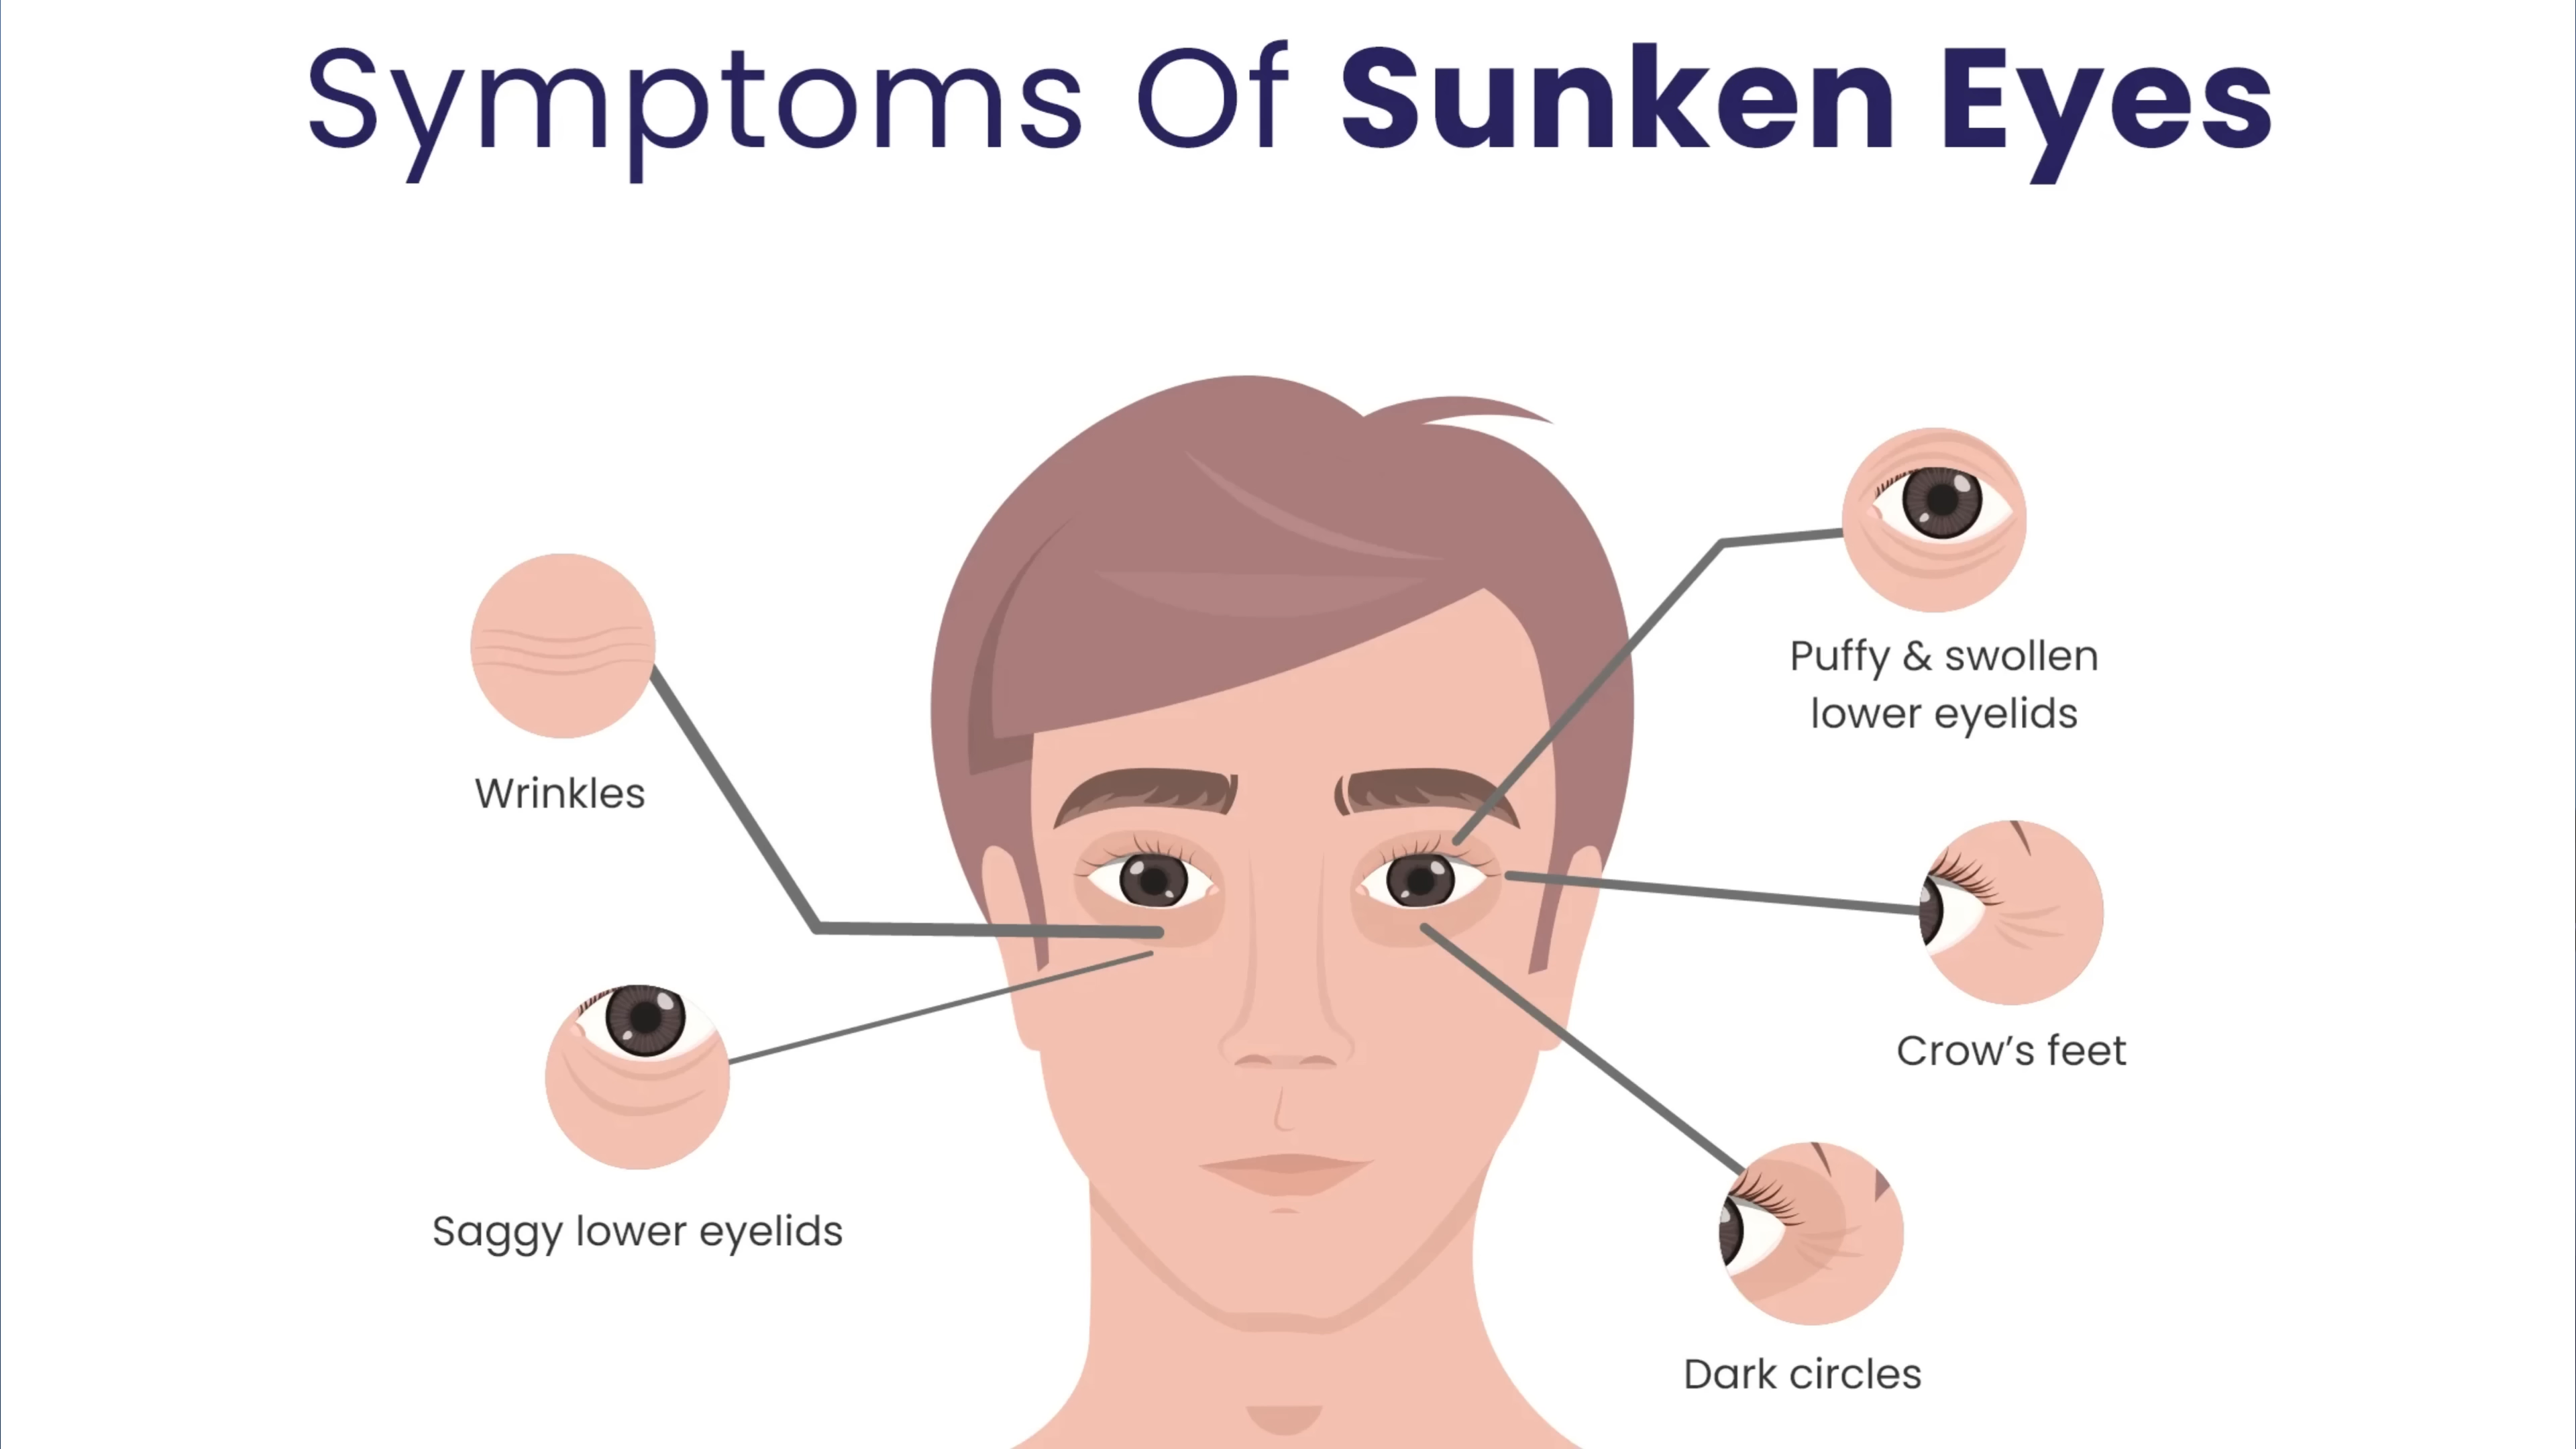 Symptoms Of Sunken Eyes
Wrinkles
Saggy lower eyelids
Puffy & swollen
lower eyelids
Crow’s feet
Dark circles